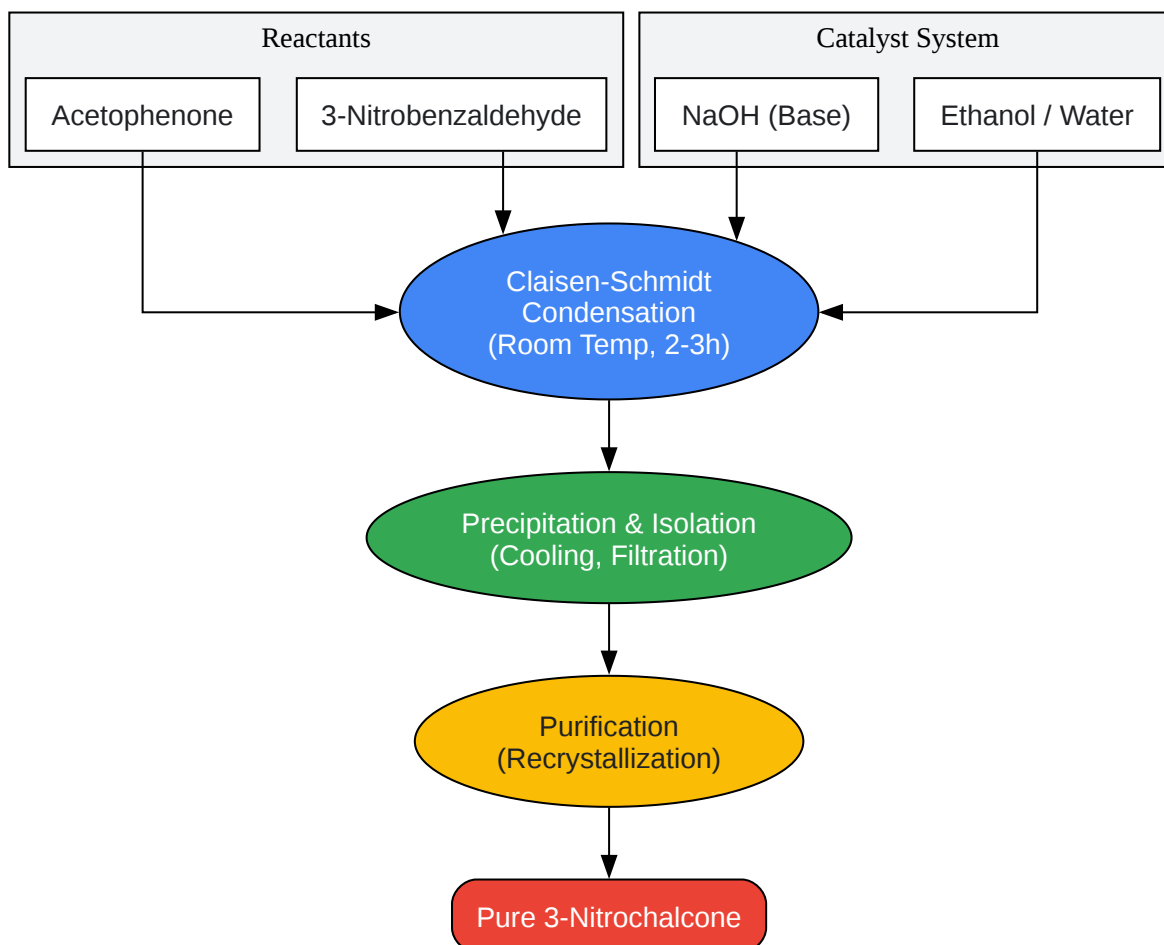 Reactants
Catalyst System
Acetophenone
3-Nitrobenzaldehyde
NaOH (Base)
Ethanol / Water
Claisen-Schmidt
Condensation
(Room Temp, 2-3h)
Precipitation & Isolation
(Cooling, Filtration)
Purification
(Recrystallization)
Pure 3-Nitrochalcone